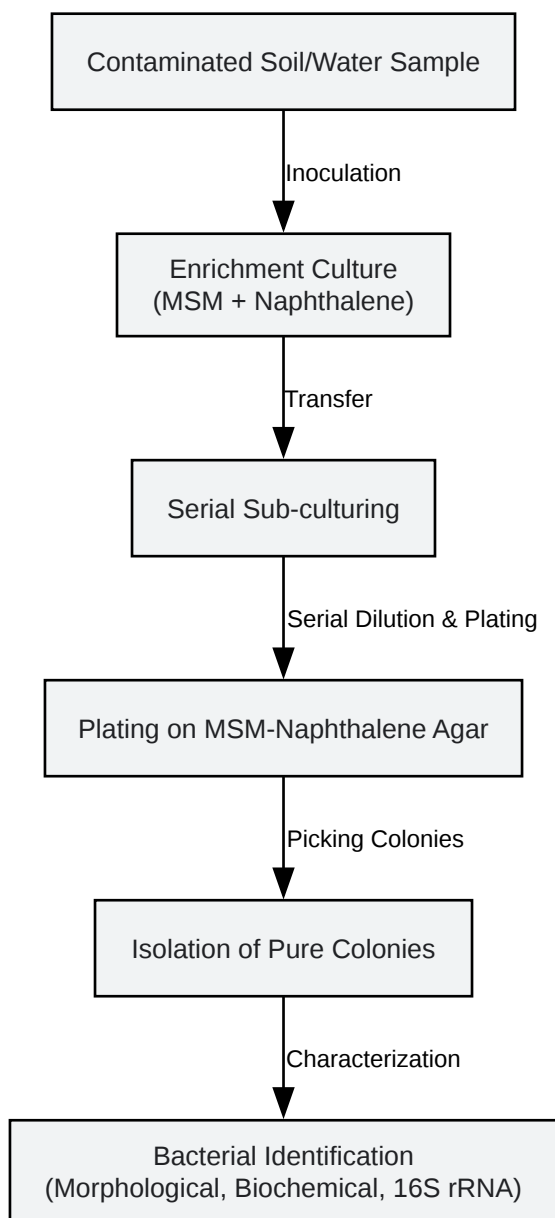 Contaminated Soil/Water Sample
Inoculation
Enrichment Culture
(MSM + Naphthalene)
Transfer
Serial Sub-culturing
Serial Dilution & Plating
Plating on MSM-Naphthalene Agar
Picking Colonies
Isolation of Pure Colonies
Characterization
Bacterial Identification
(Morphological, Biochemical, 16S rRNA)